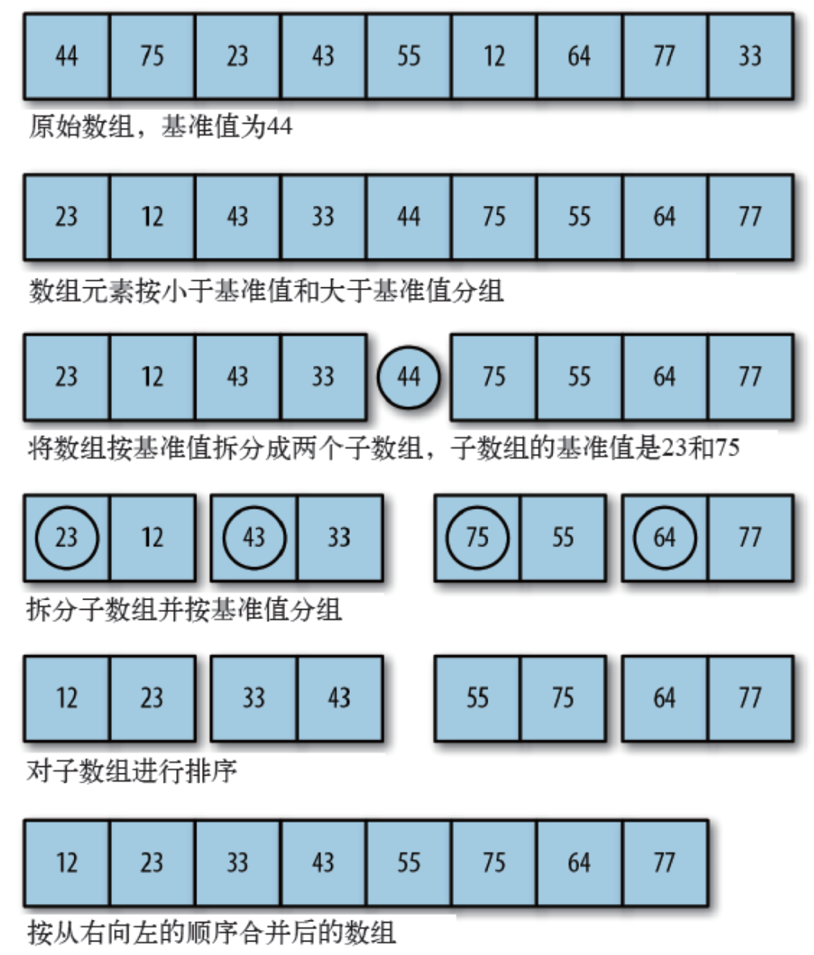 44 75 23 43 55 12 64 77 33
原始数组，基准值为44
23 12 43 33 44 75 55 64 77
数组元素按小于基准值和大于基准值分组
23 12 43 33 44 75 55 64 77
将数组按基准值拆分成两个子数组，子数组的基准值是23和75
23 12 43 33 75 55 64 77
拆分子数组并按基准值分组
12 23 33 43 55 75 64 77
对子数组进行排序
12 23 33 43 55 75 64 77
按从右向左的顺序合并后的数组